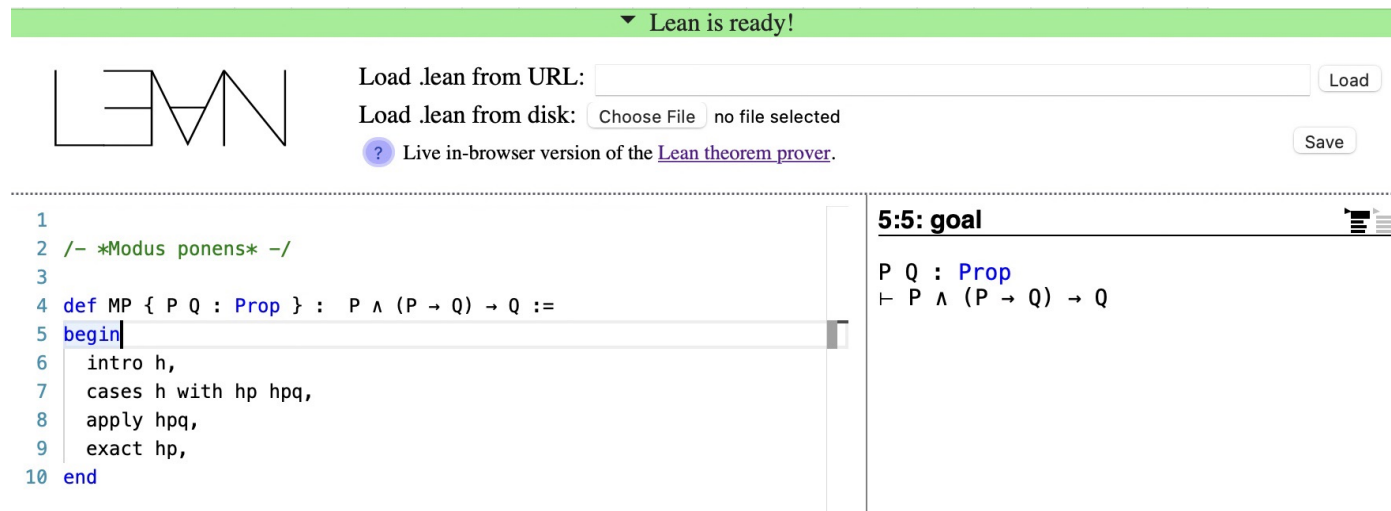 Lean is ready!
LEAN
Load .lean from URL:
Load
Load .lean from disk: Choose File no file selected
? Live in-browser version of the Lean theorem prover.
Save
1
2 /- *Modus ponens* -/
3
4 def MP { P Q : Prop } :  P ∧ (P → Q) → Q :=
5 begin
6   intro h,
7   cases h with hp hpq,
8   apply hpq,
9   exact hp,
10 end
5:5: goal
P Q : Prop
⊢ P ∧ (P → Q) → Q